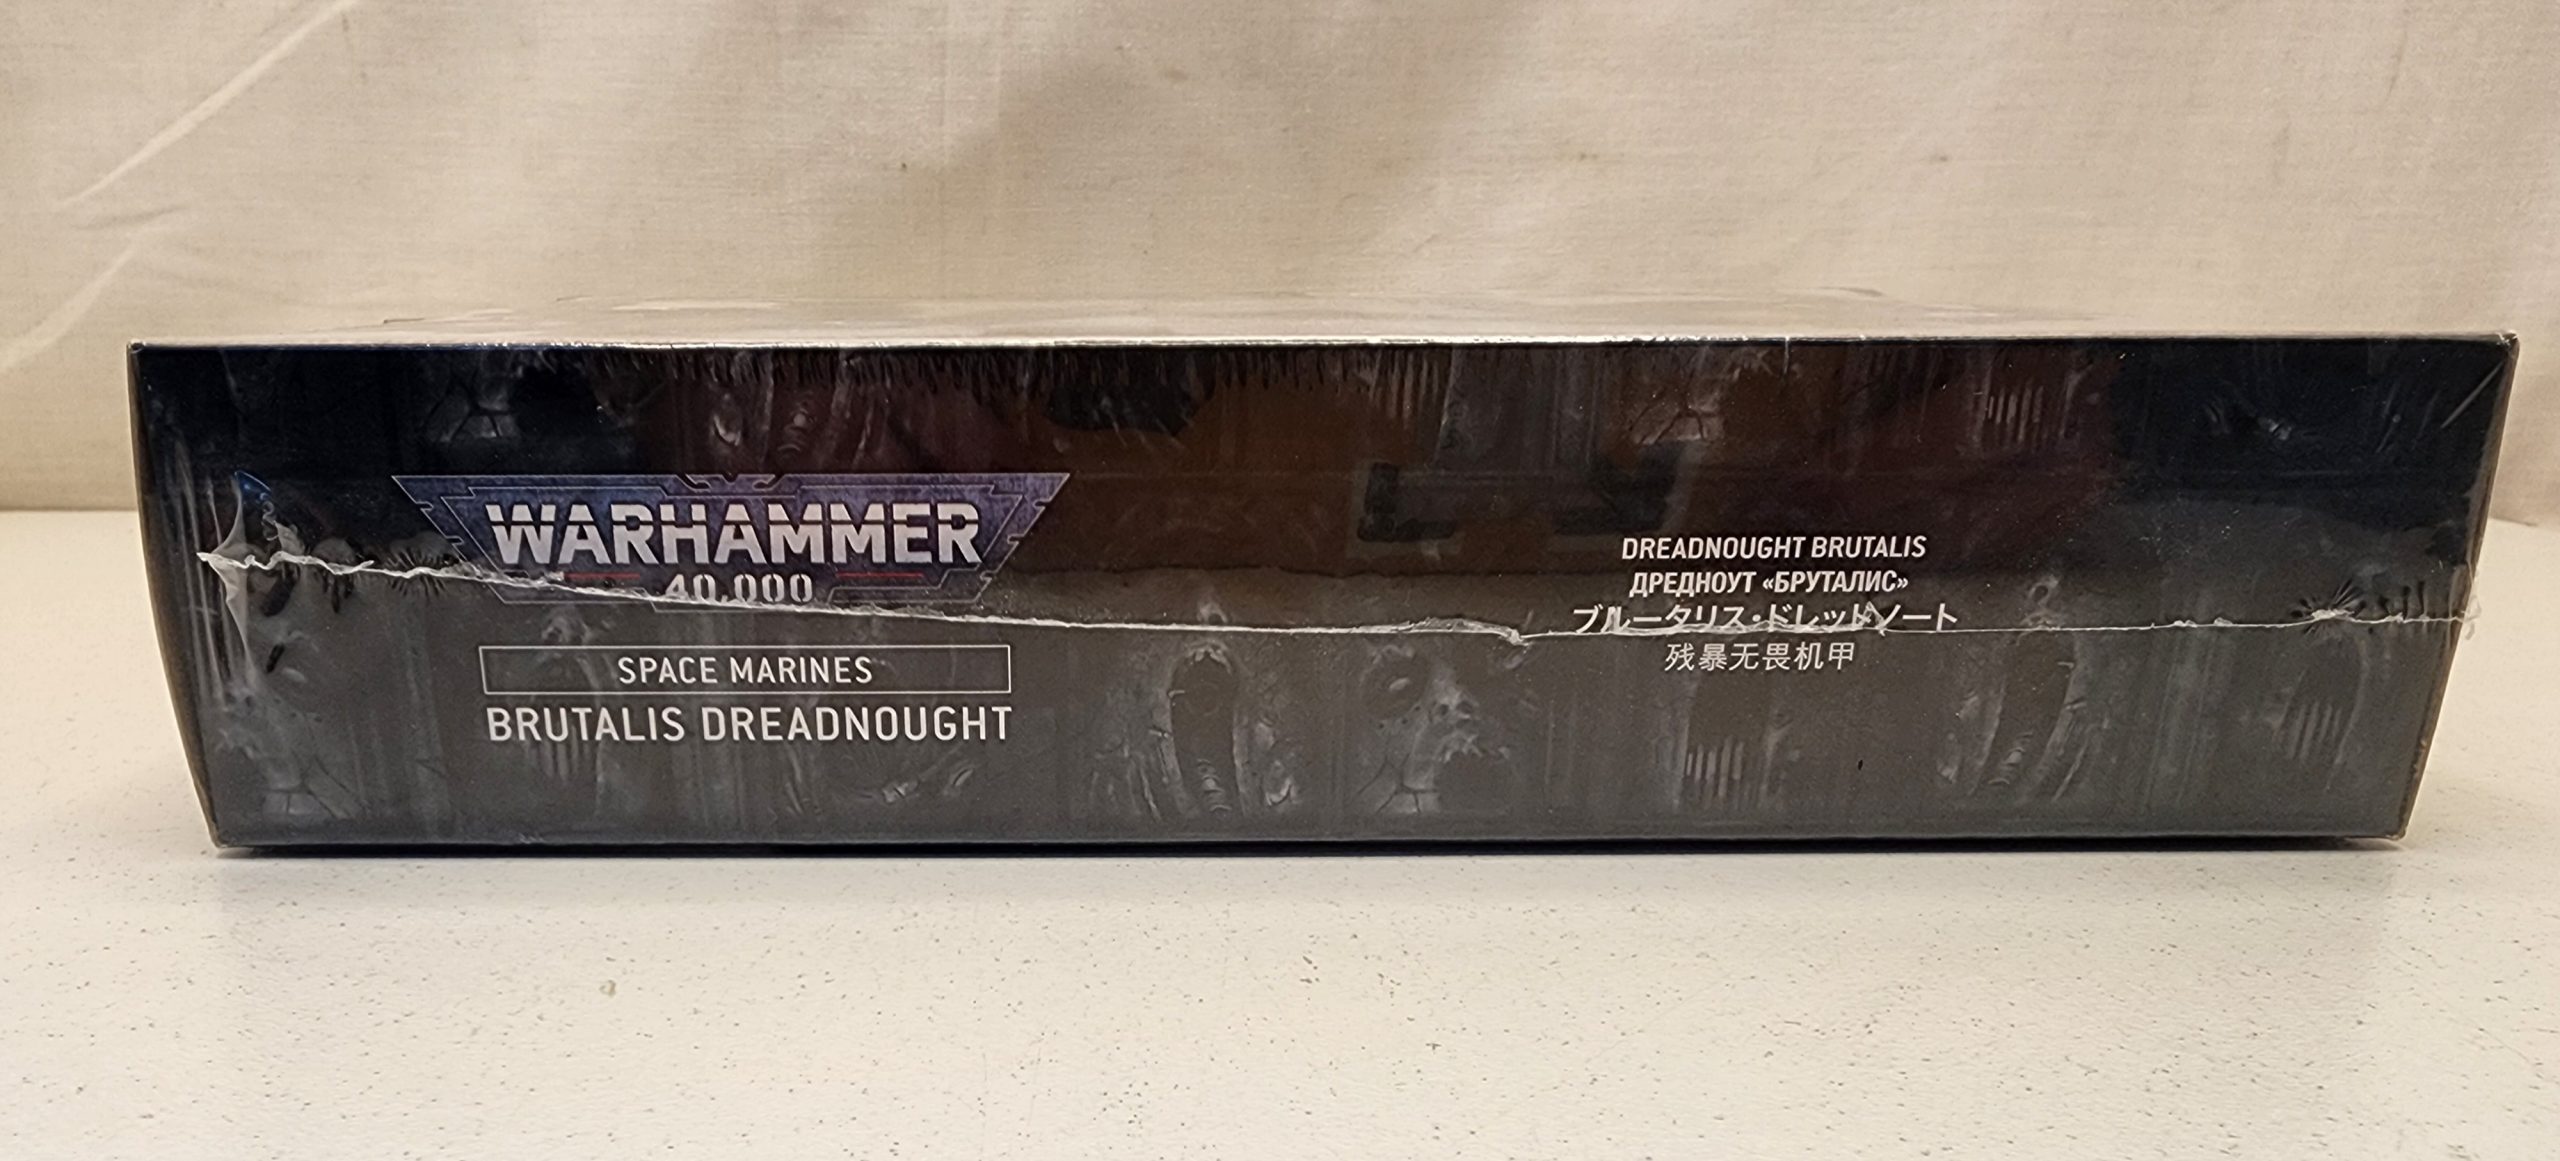 WARHAMMER
40,000
SPACE MARINES
BRUTALIS DREADNOUGHT
DREADNOUGHT BRUTALIS
ДРЕДНОУТ «БРУТАЛИС»
ブルータリス・ドレッドノート
残暴无畏机甲